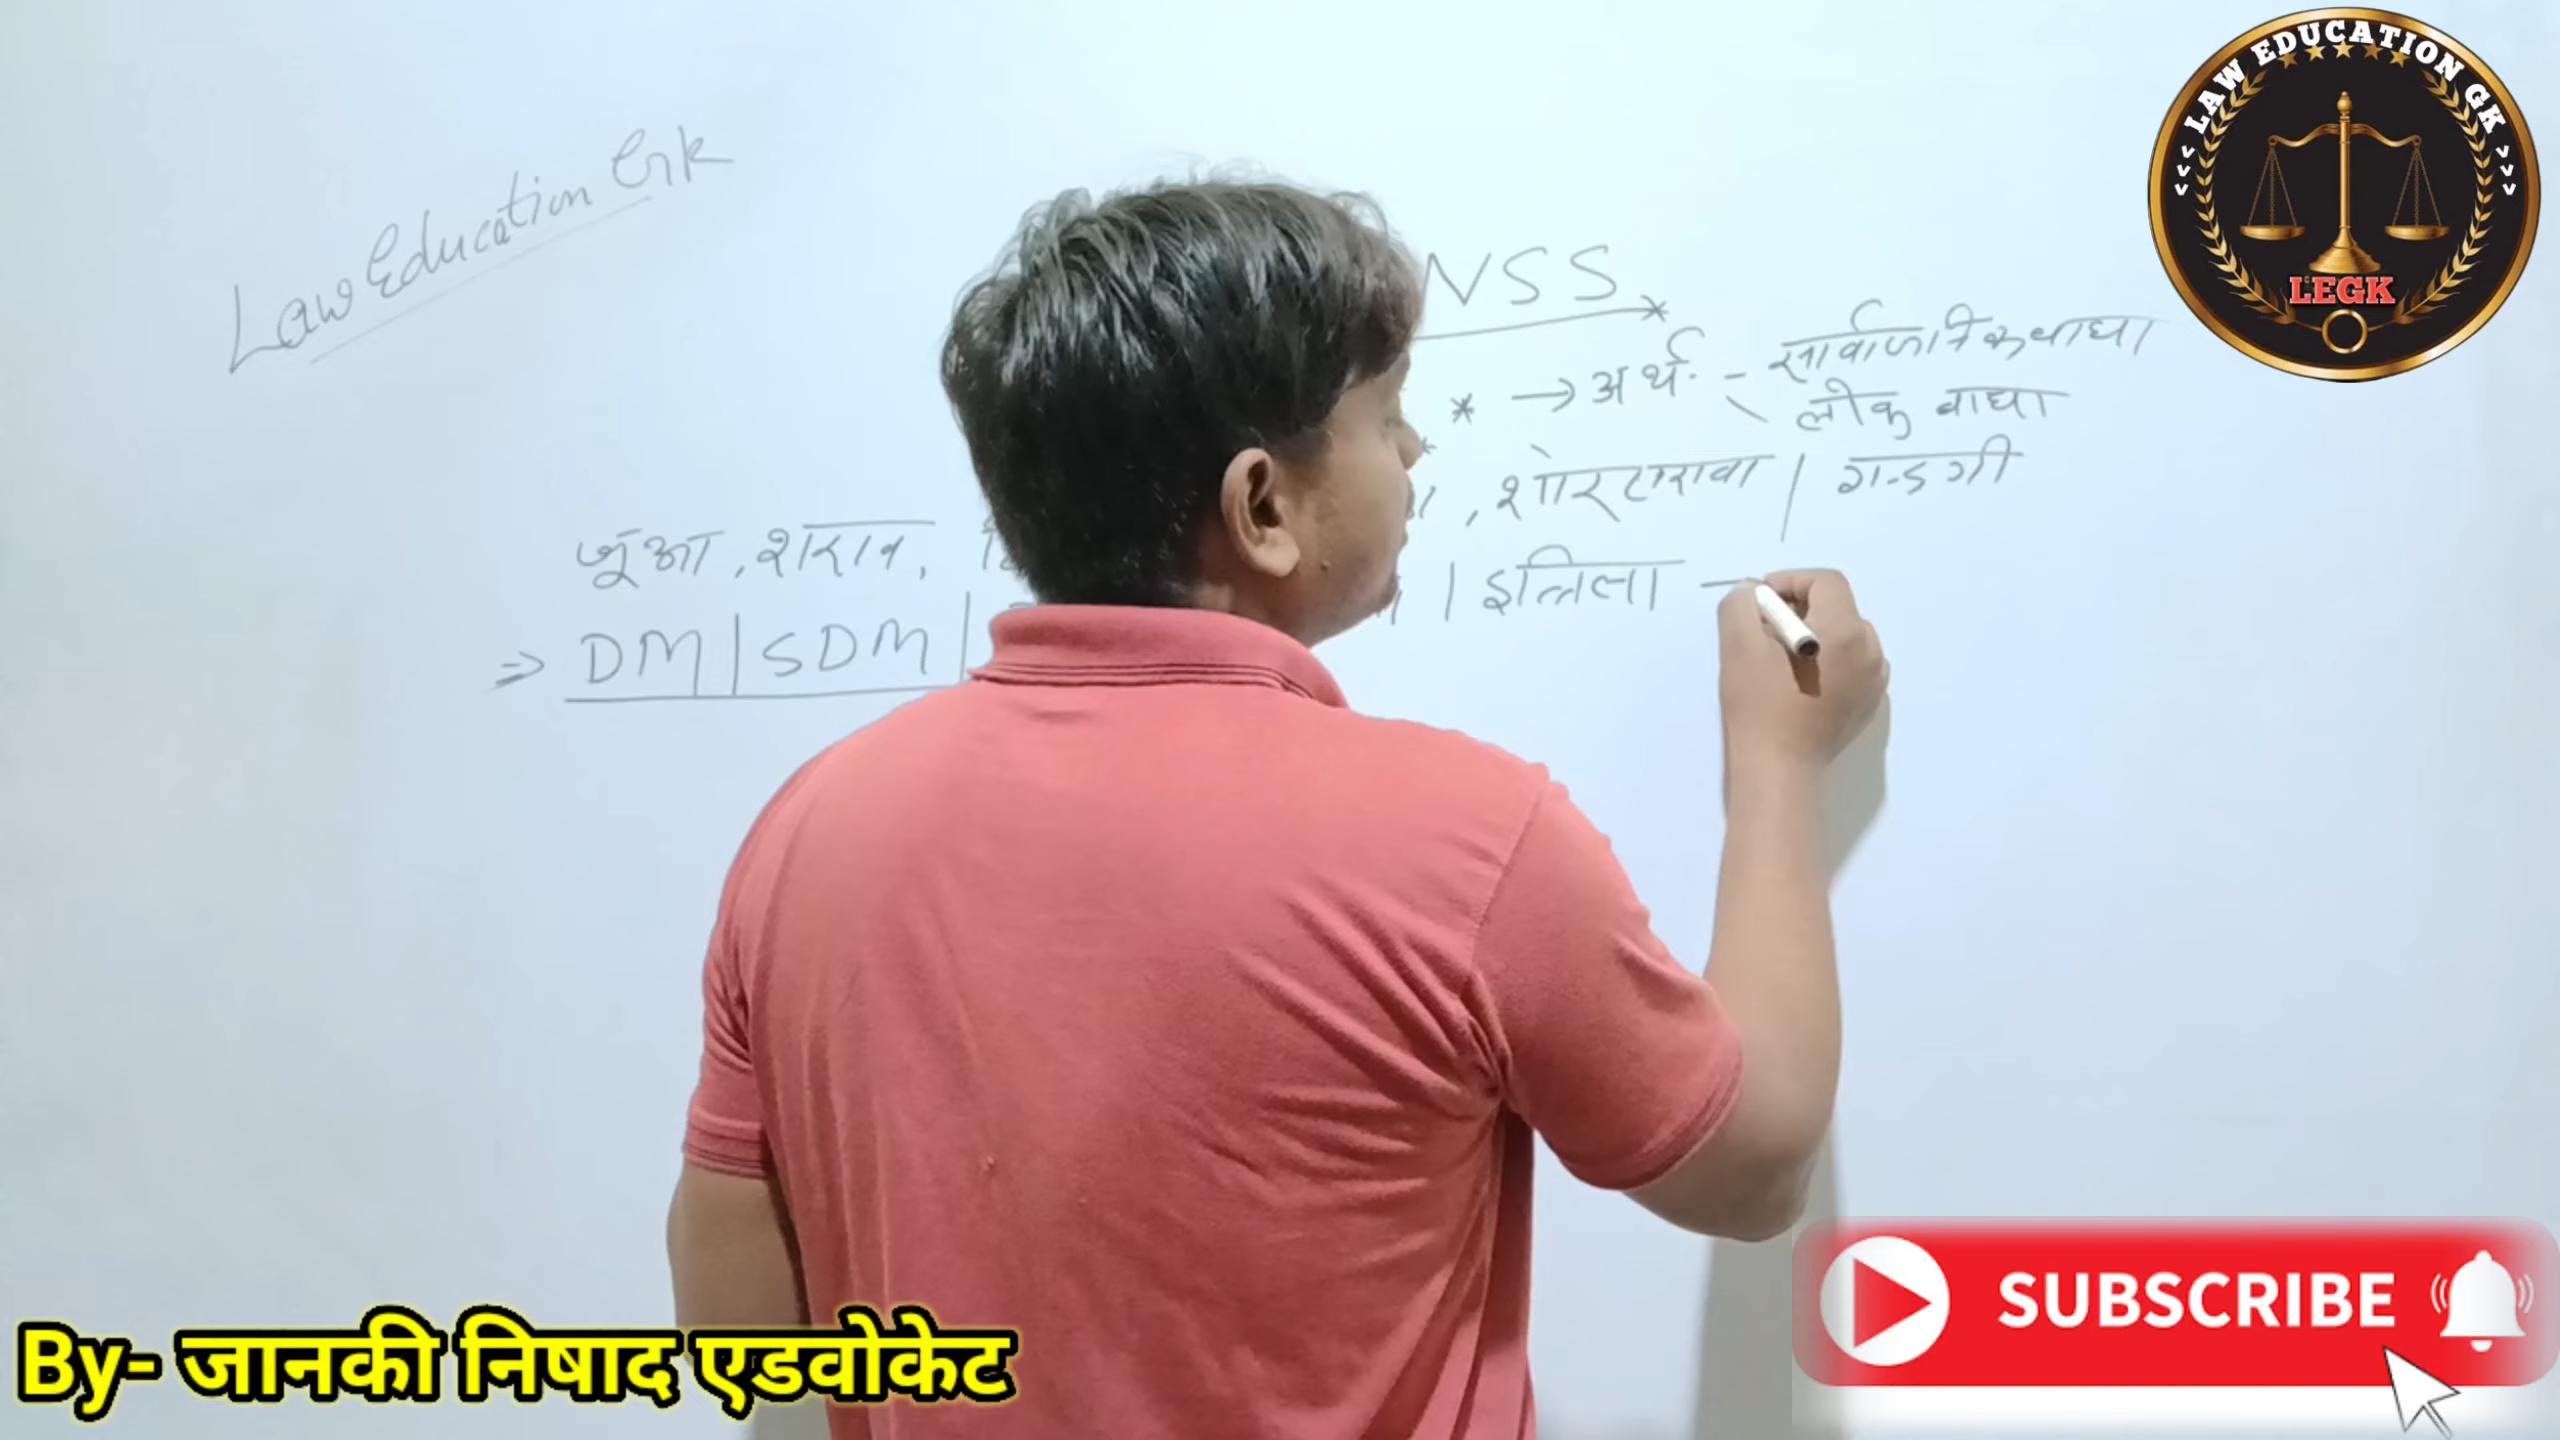 LAW EDUCATION GK
LEGK
Law Education GK
NSS
* → अर्थ - सार्वजनिक बाधा
लोक बाधा
जुंआ, शराब,
, शोर शराबा / गन्दगी
⇒ DM | SDM |
| इत्तिला -
By- जानकी निषाद एडवोकेट
SUBSCRIBE